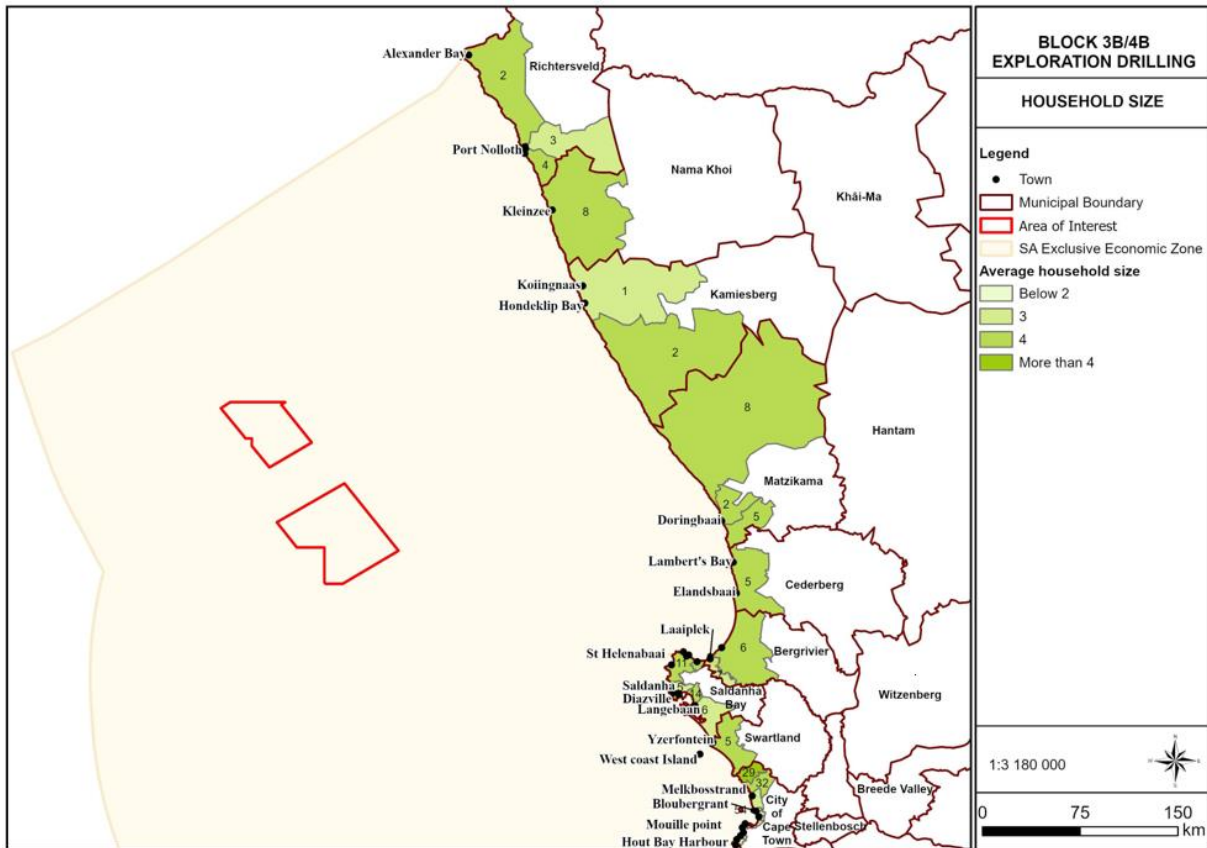 Alexander Bay
Richtersveld
2
3
Port Nolloth
4
Nama Khoi
Khâi-Ma
Kleinzee
8
Koiingnaas
1
Kamiesberg
Hondeklip Bay
2
8
Hantam
Matzikama
2
5
Doringbaai
Lambert's Bay
5
Cederberg
Elandsbaai
Laaiplek
6
Bergrivier
St Helenabaai
11
Witzenberg
Saldanha
Saldanha
Bay
Diazville
14
Langebaan
6
Swartland
Yzerfontein
5
West coast Island
29
32
Melkbosstrand
Breede Valley
Bloubergrant
City
of
Cape
Town
Mouille point
Stellenbosch
Hout Bay Harbour
BLOCK 3B/4B
EXPLORATION DRILLING
HOUSEHOLD SIZE
Legend
Town
Municipal Boundary
Area of Interest
SA Exclusive Economic Zone
Average household size
Below 2
3
4
More than 4
1:3 180 000
0 75 150
km